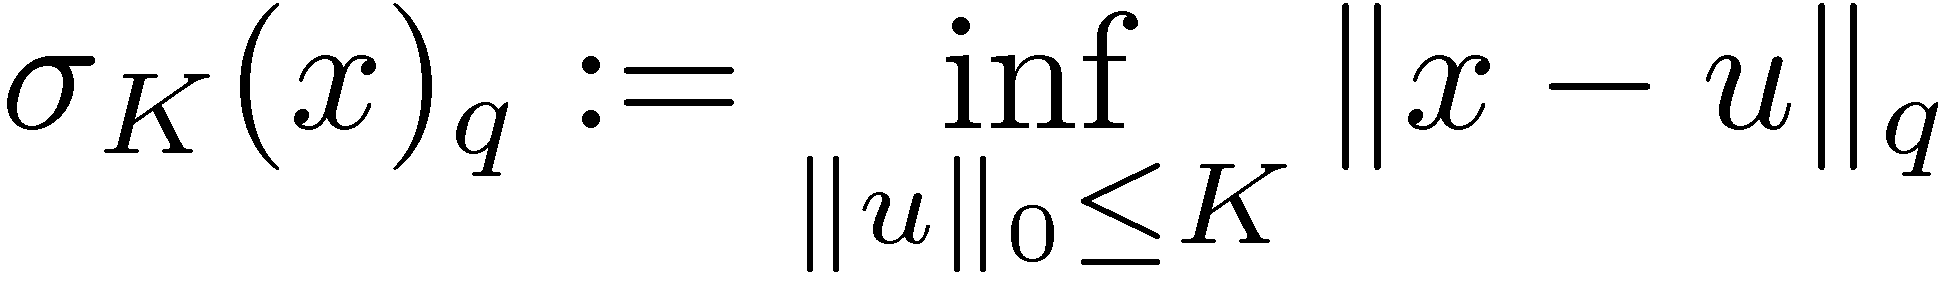 σ_K(x)_q := inf_{‖u‖_0≤K} ‖x − u‖_q